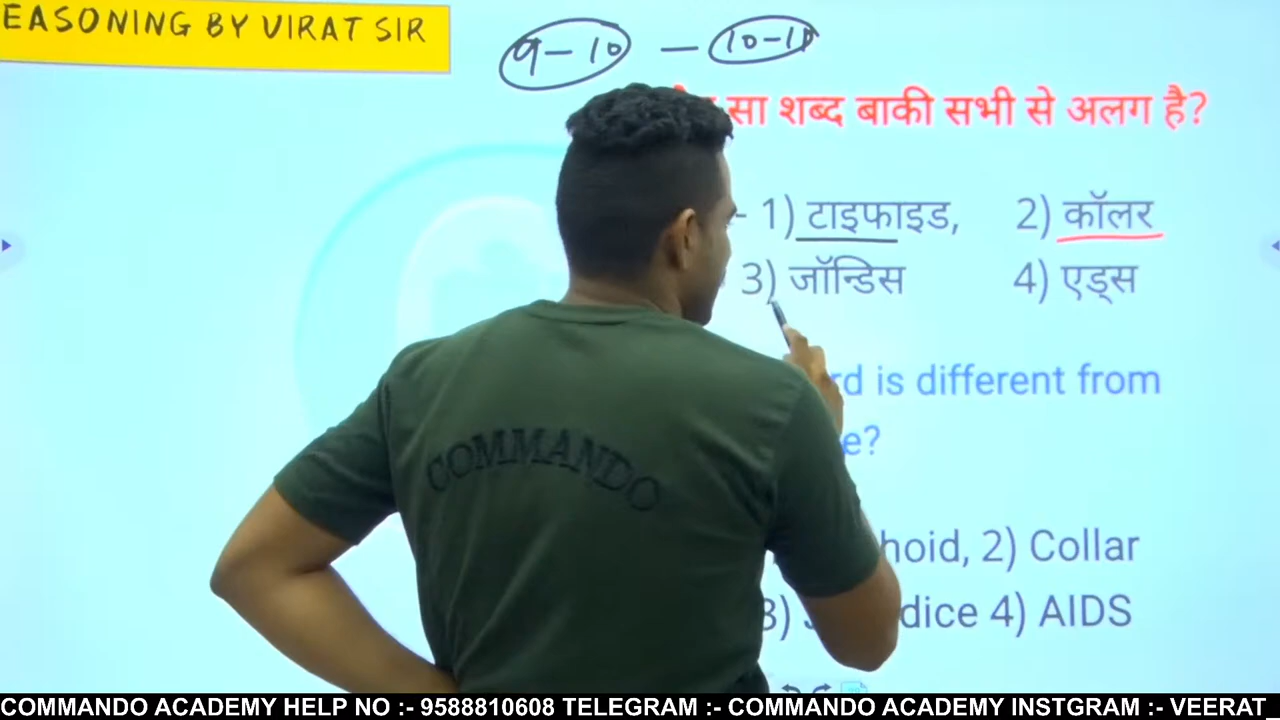 EASONING BY VIRAT SIR
9-10 - 10-11
सा शब्द बाकी सभी से अलग है?
1) टाइफाइड, 2) कॉलर
3) जॉन्डिस 4) एड्स
is different from
hoid, 2) Collar
3) dice 4) AIDS
COMMANDO
COMMANDO ACADEMY HELP NO :- 9588810608 TELEGRAM :- COMMANDO ACADEMY INSTGRAM :- VEERAT